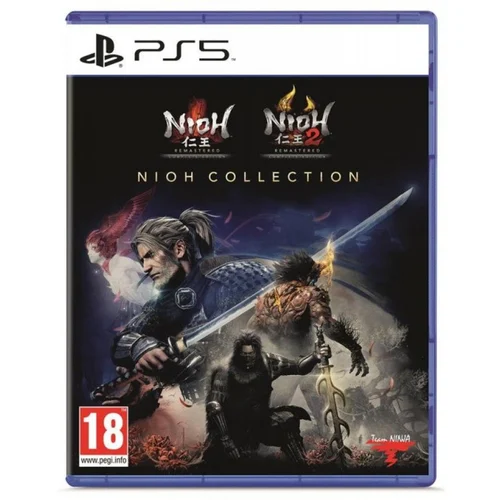 PS5
NIOH
仁王
REMASTERED
NIOH 2
仁王
REMASTERED
NIOH COLLECTION
18
www.pegi.info
Team NINJA